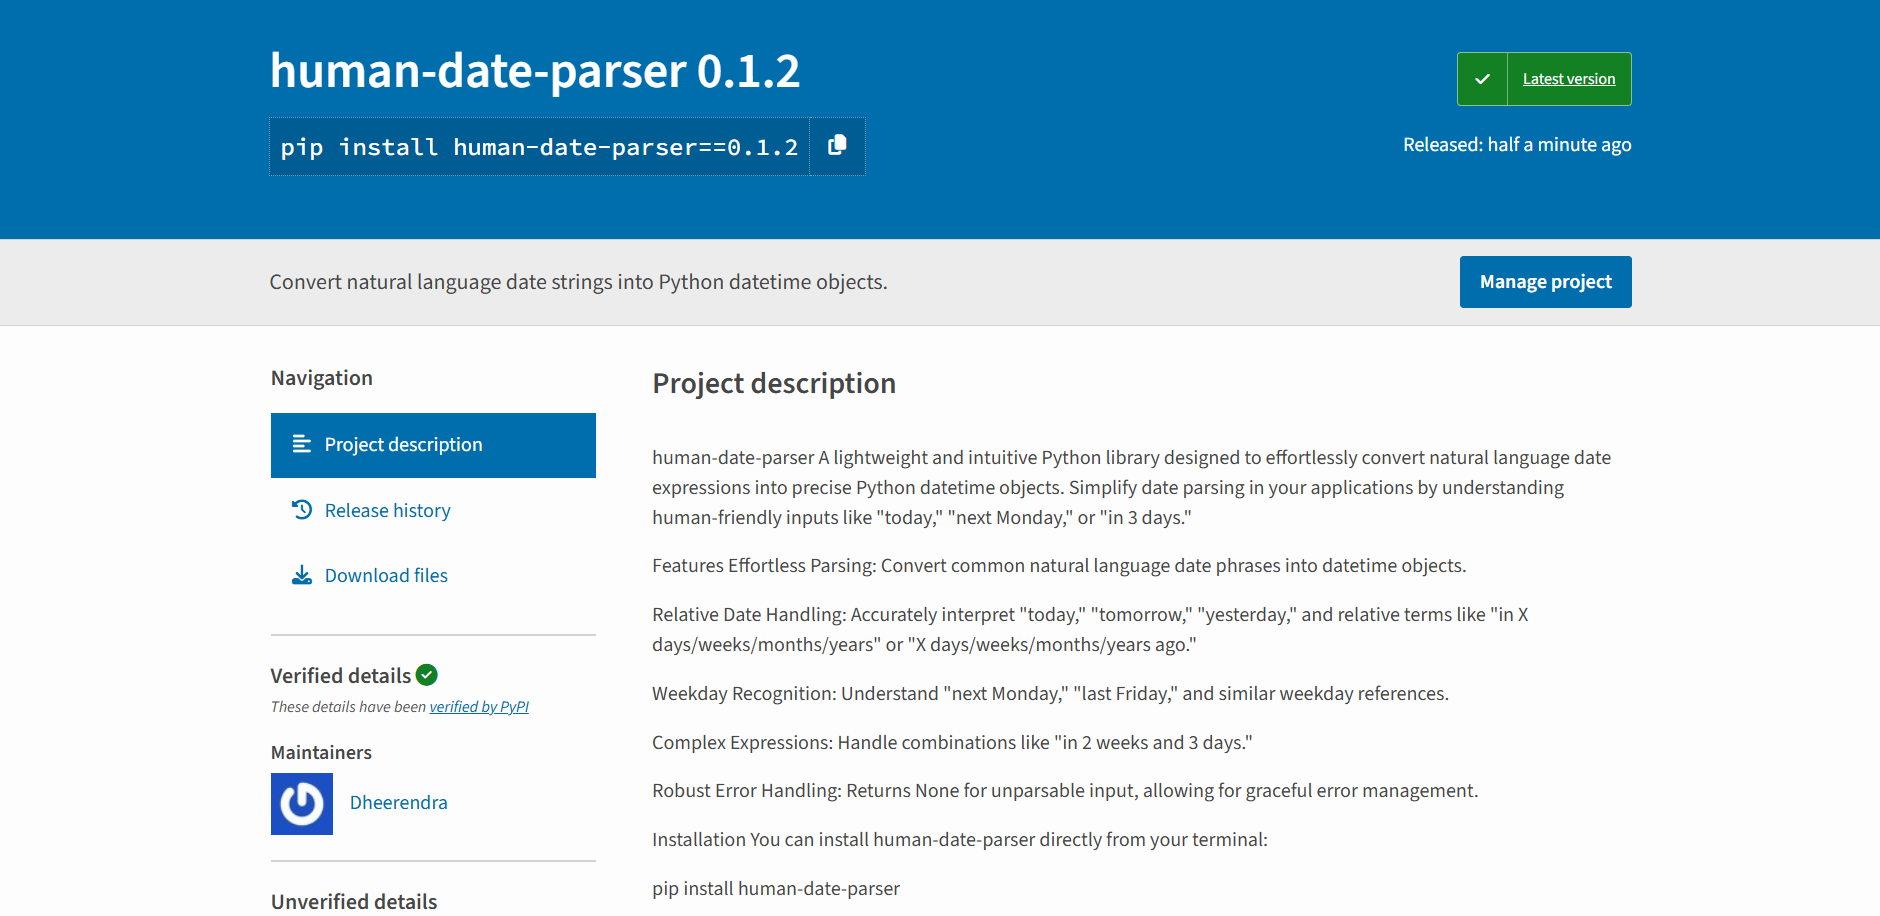 human-date-parser 0.1.2
pip install human-date-parser==0.1.2
Latest version
Released: half a minute ago
Convert natural language date strings into Python datetime objects.
Manage project
Navigation
Project description
Release history
Download files
Verified details
These details have been verified by PyPI
Maintainers
Dheerendra
Unverified details
Project description
human-date-parser A lightweight and intuitive Python library designed to effortlessly convert natural language date
expressions into precise Python datetime objects. Simplify date parsing in your applications by understanding
human-friendly inputs like "today," "next Monday," or "in 3 days."
Features Effortless Parsing: Convert common natural language date phrases into datetime objects.
Relative Date Handling: Accurately interpret "today," "tomorrow," "yesterday," and relative terms like "in X
days/weeks/months/years" or "X days/weeks/months/years ago."
Weekday Recognition: Understand "next Monday," "last Friday," and similar weekday references.
Complex Expressions: Handle combinations like "in 2 weeks and 3 days."
Robust Error Handling: Returns None for unparsable input, allowing for graceful error management.
Installation You can install human-date-parser directly from your terminal:
pip install human-date-parser